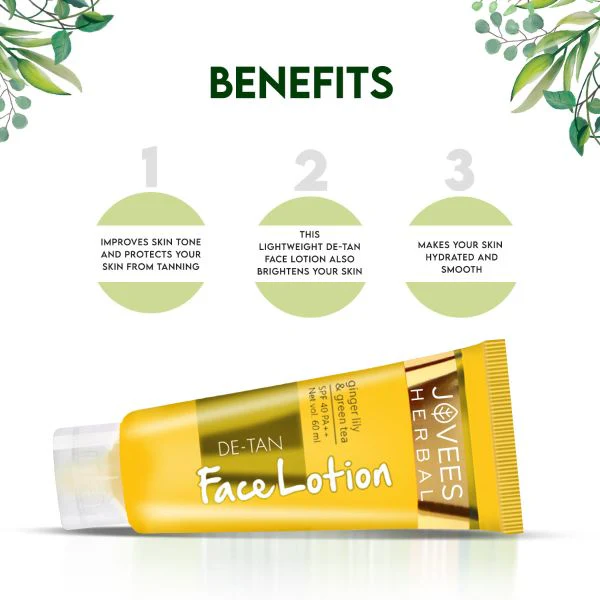 BENEFITS
1
IMPROVES SKIN TONE
AND PROTECTS YOUR
SKIN FROM TANNING
2
THIS
LIGHTWEIGHT DE-TAN
FACE LOTION ALSO
BRIGHTENS YOUR SKIN
3
MAKES YOUR SKIN
HYDRATED AND
SMOOTH
JOVEES
HERBAL
ginger lily
& green tea
SPF 40 PA++
Net vol. 60 ml
DE-TAN
Face Lotion